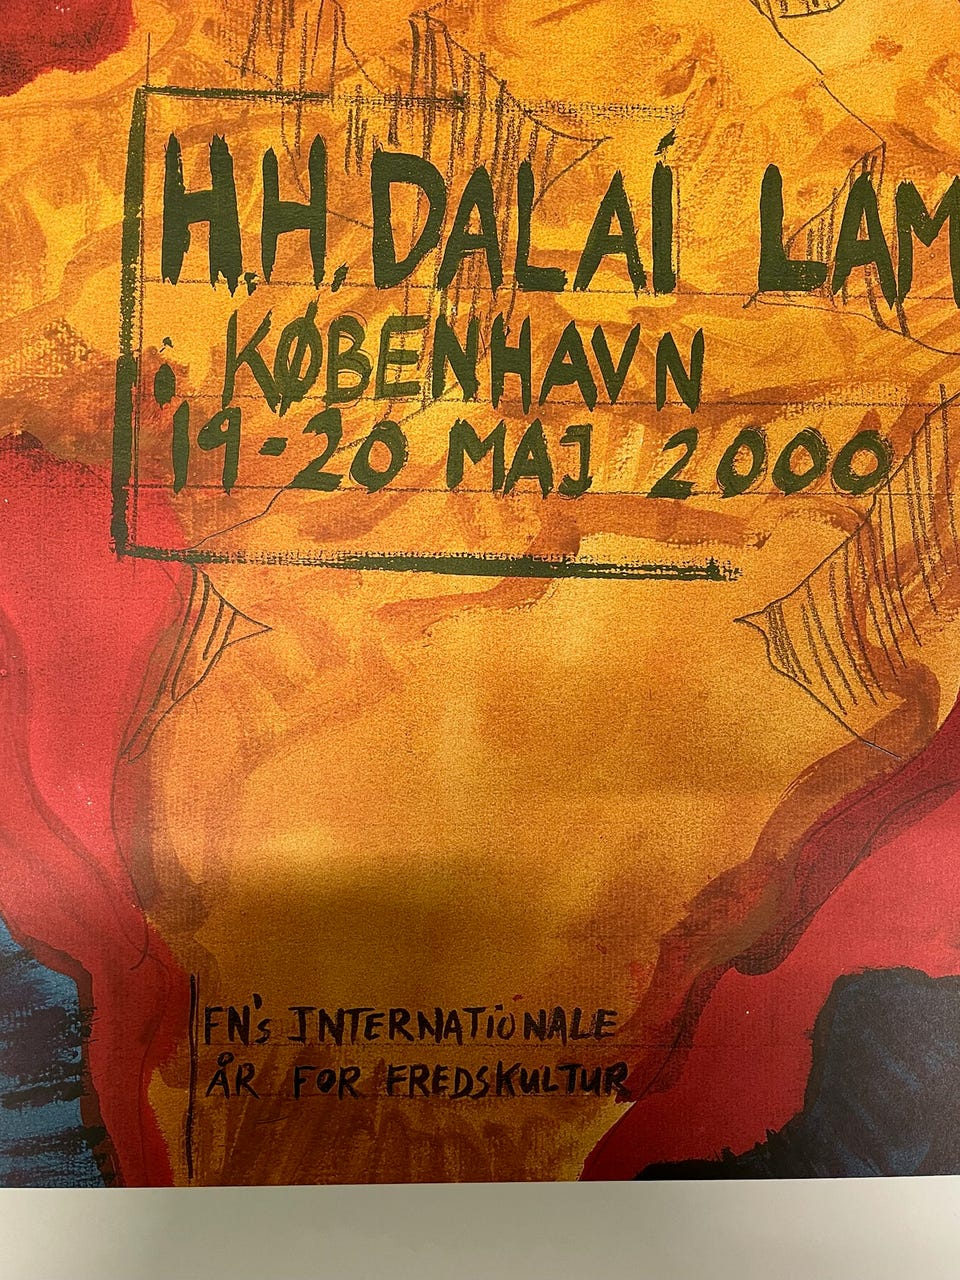 H.H. DALAI LAM
i KØBENHAVN
19-20 MAJ 2000
FN's INTERNATIONALE
ÅR FOR FREDSKULTUR